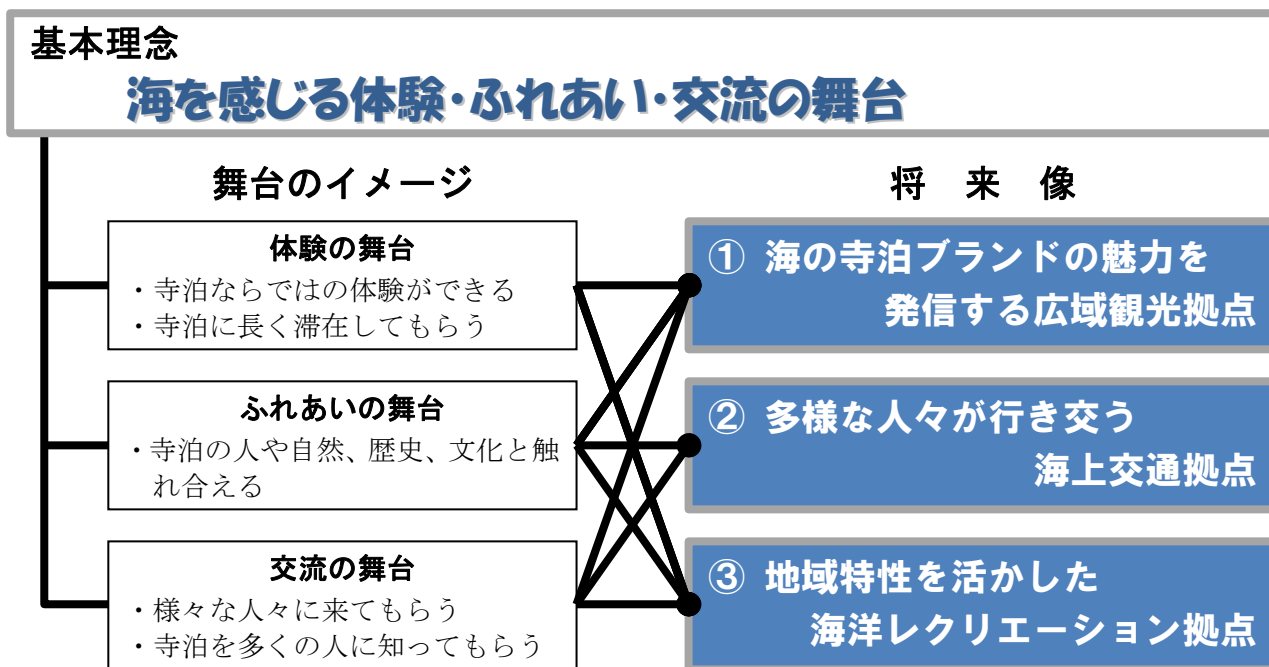 基本理念
海を感じる体験・ふれあい・交流の舞台
舞台のイメージ
将来像
体験の舞台
・寺泊ならではの体験ができる
・寺泊に長く滞在してもらう
① 海の寺泊ブランドの魅力を
発信する広域観光拠点
ふれあいの舞台
・寺泊の人や自然、歴史、文化と触
れ合える
② 多様な人々が行き交う
海上交通拠点
交流の舞台
・様々な人々に来てもらう
・寺泊を多くの人に知ってもらう
③ 地域特性を活かした
海洋レクリエーション拠点